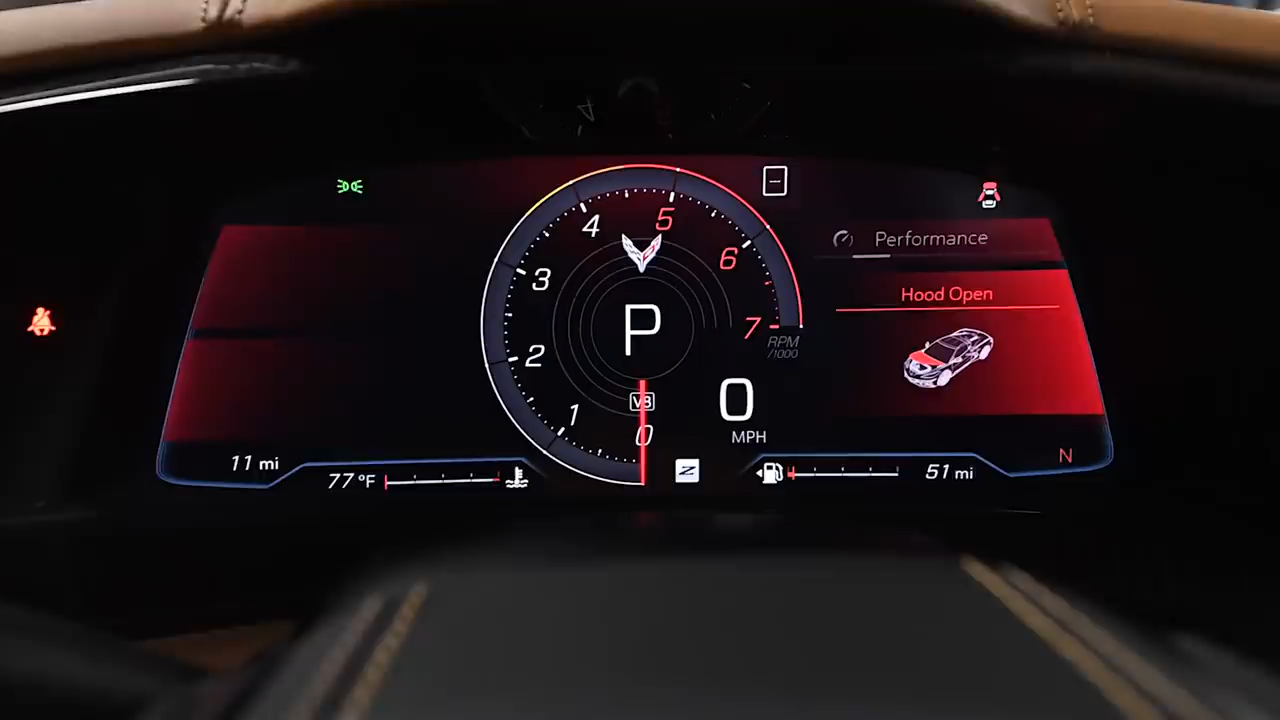 4
5
3
6
Performance
Hood Open
P
7
RPM
/1000
2
V8
0
1
MPH
0
11 mi
77 °F
Z
51 mi
N